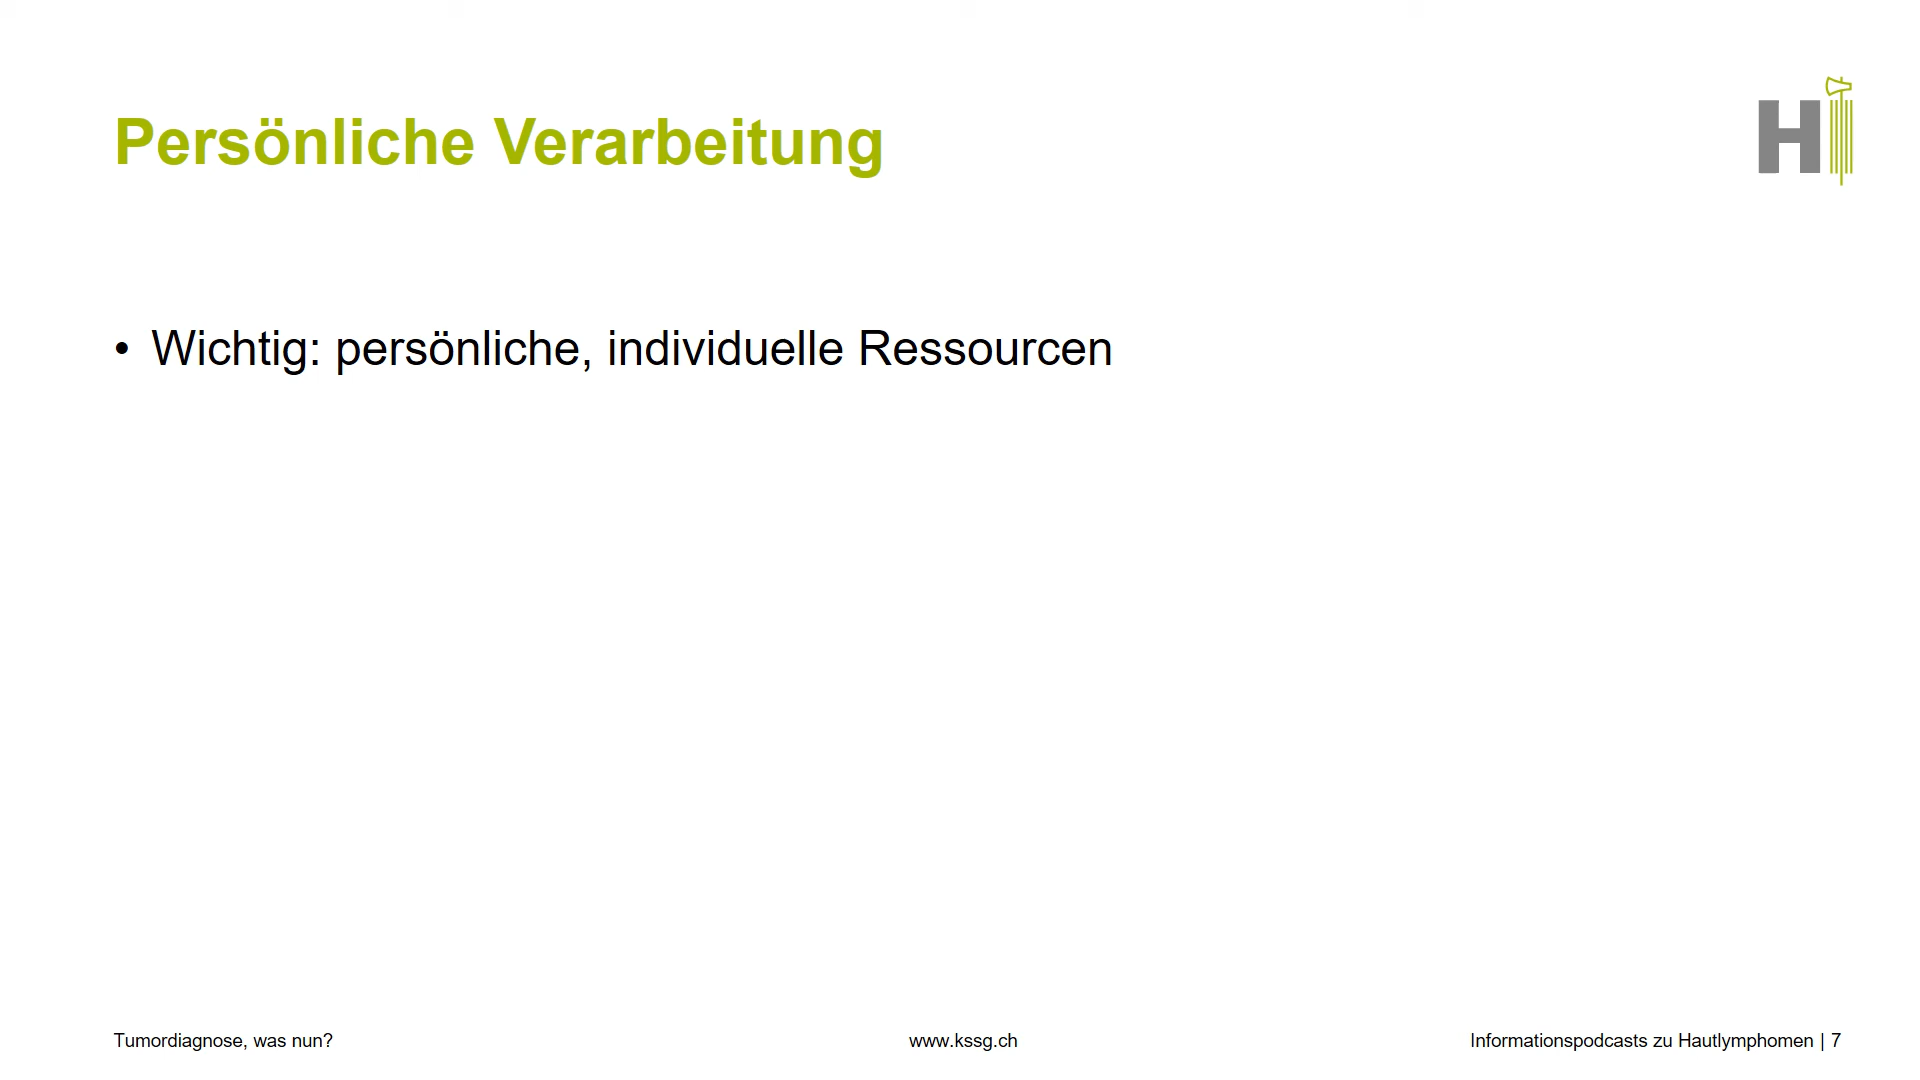 Persönliche Verarbeitung
H
• Wichtig: persönliche, individuelle Ressourcen
Tumordiagnose, was nun?
www.kssg.ch
Informationspodcasts zu Hautlymphomen | 7